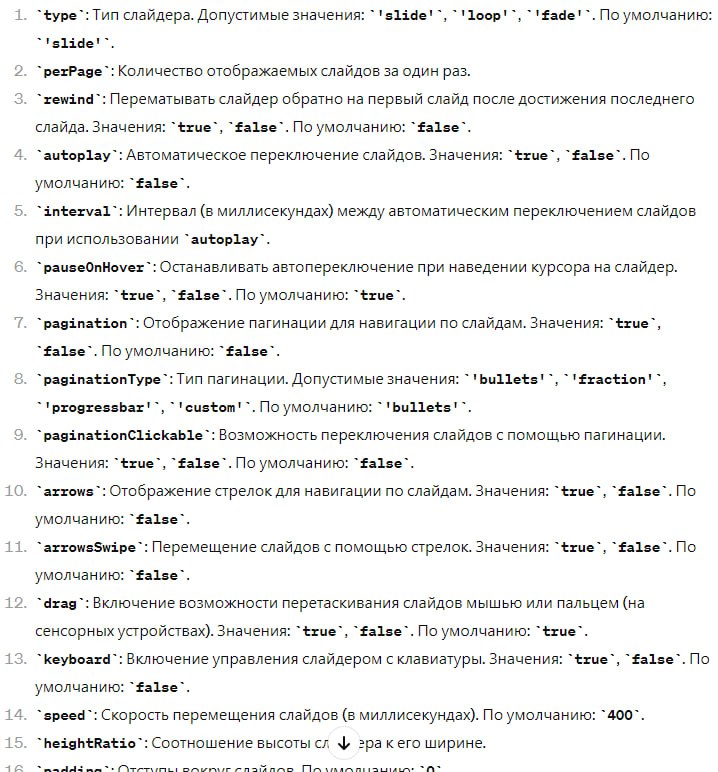 1. `type`: Тип слайдера. Допустимые значения: `'slide'`, `'loop'`, `'fade'`. По умолчанию:
`'slide'`.
2. `perPage`: Количество отображаемых слайдов за один раз.
3. `rewind`: Перематывать слайдер обратно на первый слайд после достижения последнего
слайда. Значения: `true`, `false`. По умолчанию: `false`.
4. `autoplay`: Автоматическое переключение слайдов. Значения: `true`, `false`. По
умолчанию: `false`.
5. `interval`: Интервал (в миллисекундах) между автоматическим переключением слайдов
при использовании `autoplay`.
6. `pauseOnHover`: Останавливать автопереключение при наведении курсора на слайдер.
Значения: `true`, `false`. По умолчанию: `true`.
7. `pagination`: Отображение пагинации для навигации по слайдам. Значения: `true`,
`false`. По умолчанию: `false`.
8. `paginationType`: Тип пагинации. Допустимые значения: `'bullets'`, `'fraction'`,
`'progressbar'`, `'custom'`. По умолчанию: `'bullets'`.
9. `paginationClickable`: Возможность переключения слайдов с помощью пагинации.
Значения: `true`, `false`. По умолчанию: `false`.
10. `arrows`: Отображение стрелок для навигации по слайдам. Значения: `true`, `false`. По
умолчанию: `false`.
11. `arrowsSwipe`: Перемещение слайдов с помощью стрелок. Значения: `true`, `false`. По
умолчанию: `false`.
12. `drag`: Включение возможности перетаскивания слайдов мышью или пальцем (на
сенсорных устройствах). Значения: `true`, `false`. По умолчанию: `true`.
13. `keyboard`: Включение управления слайдером с клавиатуры. Значения: `true`, `false`. По
умолчанию: `false`.
14. `speed`: Скорость перемещения слайдов (в миллисекундах). По умолчанию: `400`.
15. `heightRatio`: Соотношение высоты к его ширине.
16. `padding`: Отступы вокруг слайдов. По умолчанию: `0`